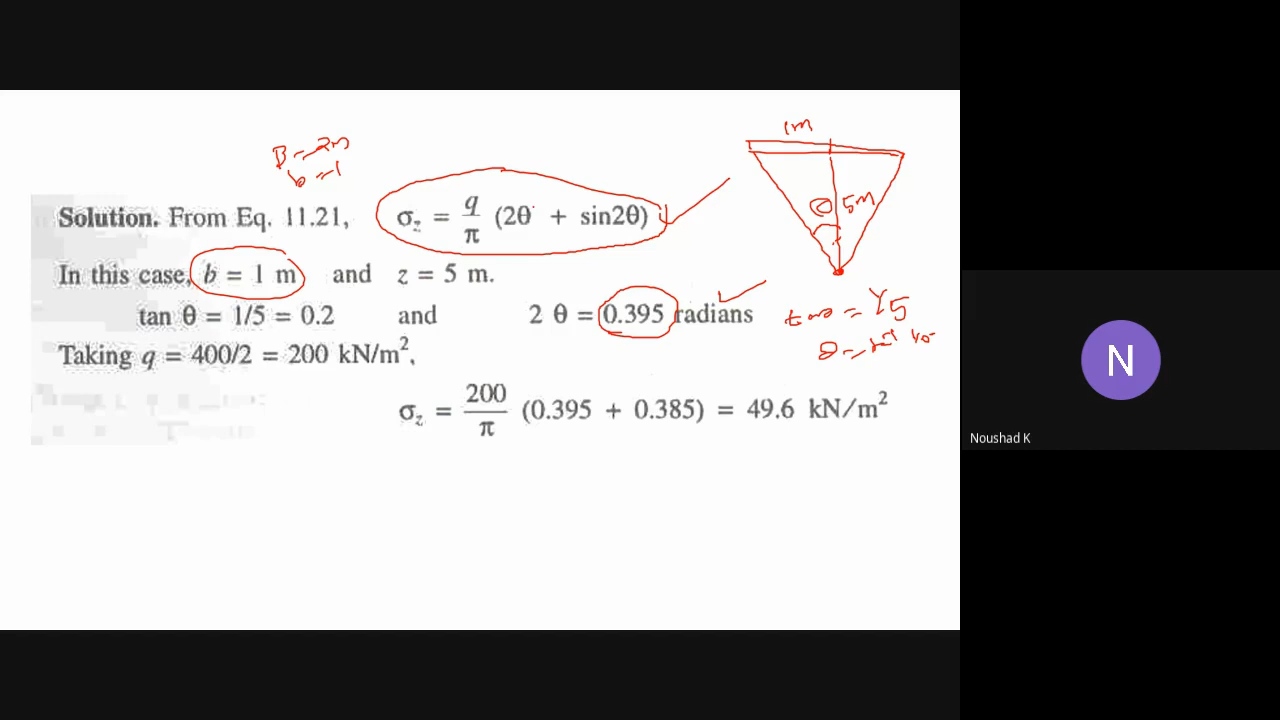 B = 2m
b = 1
1m
Solution. From Eq. 11.21, σz = q/π (2θ + sin2θ)
θ 5m
In this case, b = 1 m and z = 5 m.
tan θ = 1/5 = 0.2 and 2 θ = 0.395 radians
tanθ = 1/5
θ = tan-1
Taking q = 400/2 = 200 kN/m2,
σz = 200/π (0.395 + 0.385) = 49.6 kN/m2
N
Noushad K